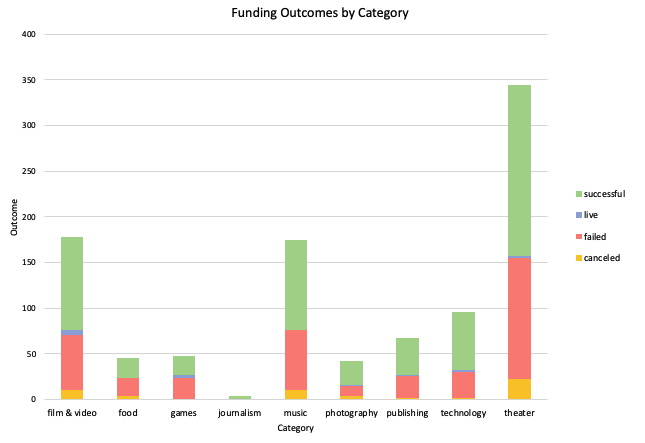 Funding Outcomes by Category
400
350
300
250
200
150
100
50
0
Outcome
film & video food games journalism music photography publishing technology theater
Category
successful
live
failed
canceled